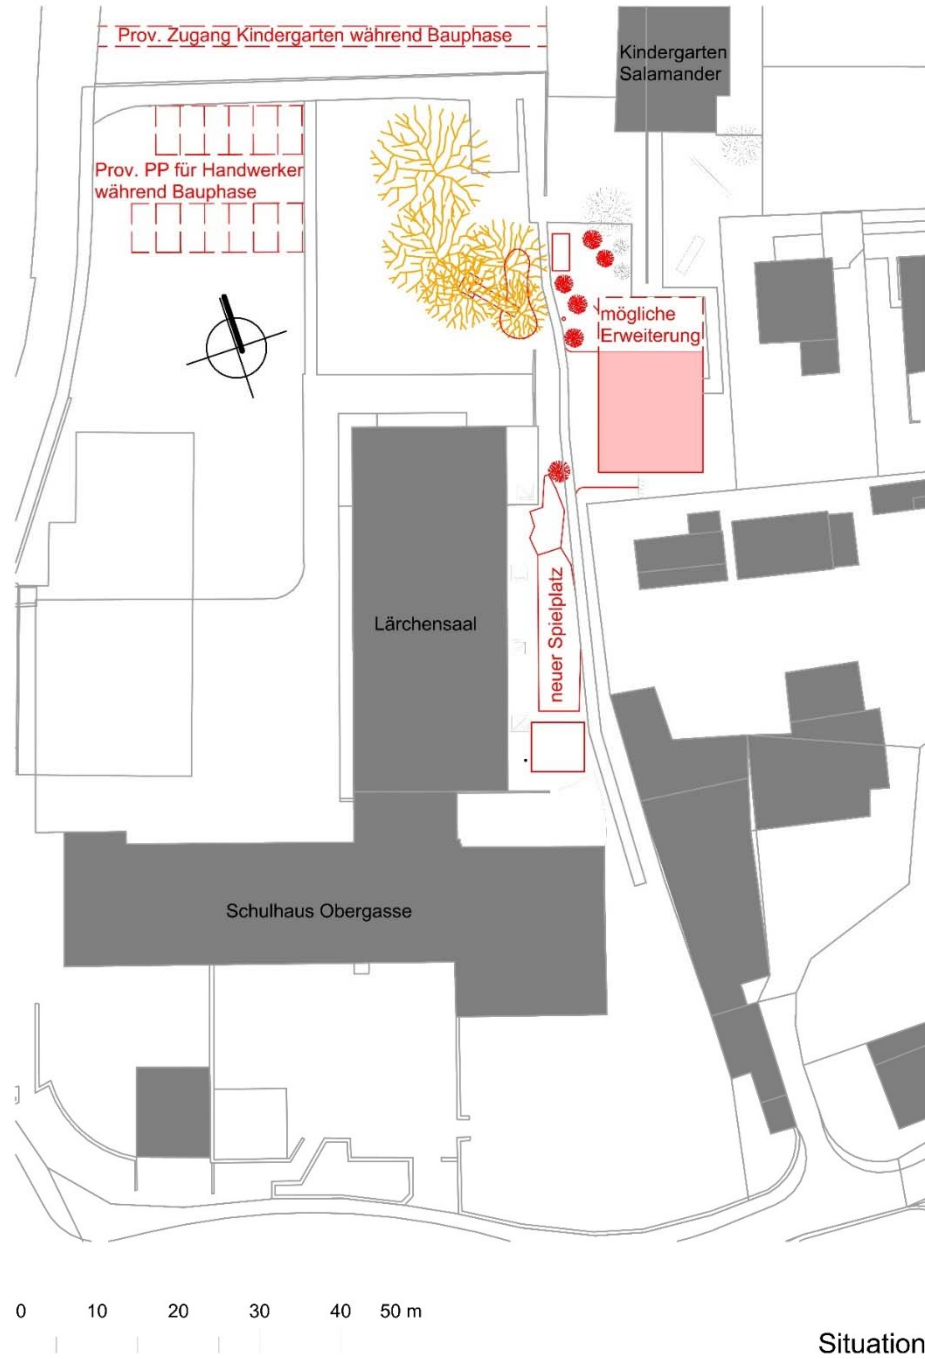 Prov. Zugang Kindergarten während Bauphase
Kindergarten
Salamander
Prov. PP für Handwerker
während Bauphase
mögliche
Erweiterung
neuer Spielplatz
Lärchensaal
Schulhaus Obergasse
0 10 20 30 40 50 m
Situation